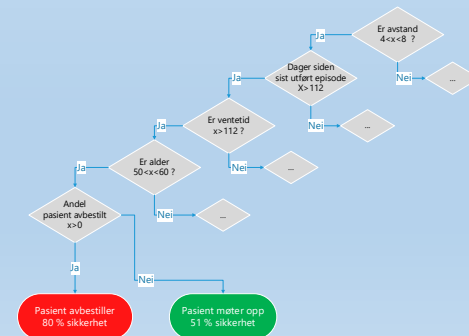 Er avstand
4<x<8 ?
Ja
Nei
...
Dager siden
sist utført episode
X>112
Ja
Nei
...
Er ventetid
x>112 ?
Ja
Nei
...
Er alder
50<x<60 ?
Ja
Nei
...
Andel
pasient avbestilt
x>0
Ja
Nei
Pasient avbestiller
80 % sikkerhet
Pasient møter opp
51 % sikkerhet